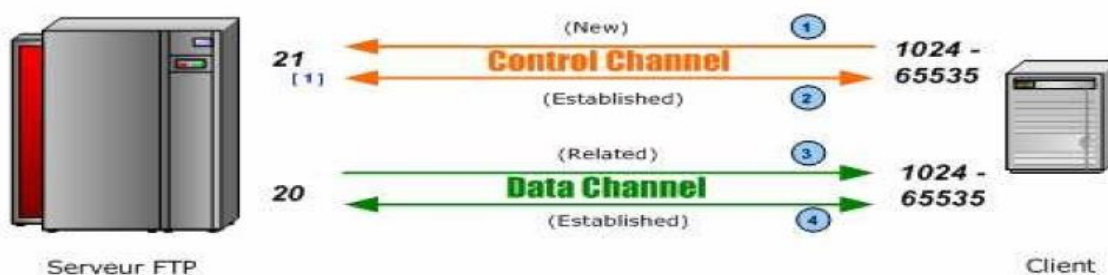 (New)
1
21
Control Channel
1024 -
65535
[1]
(Established)
2
(Related)
3
20
Data Channel
1024 -
65535
(Established)
4
Serveur FTP
Client